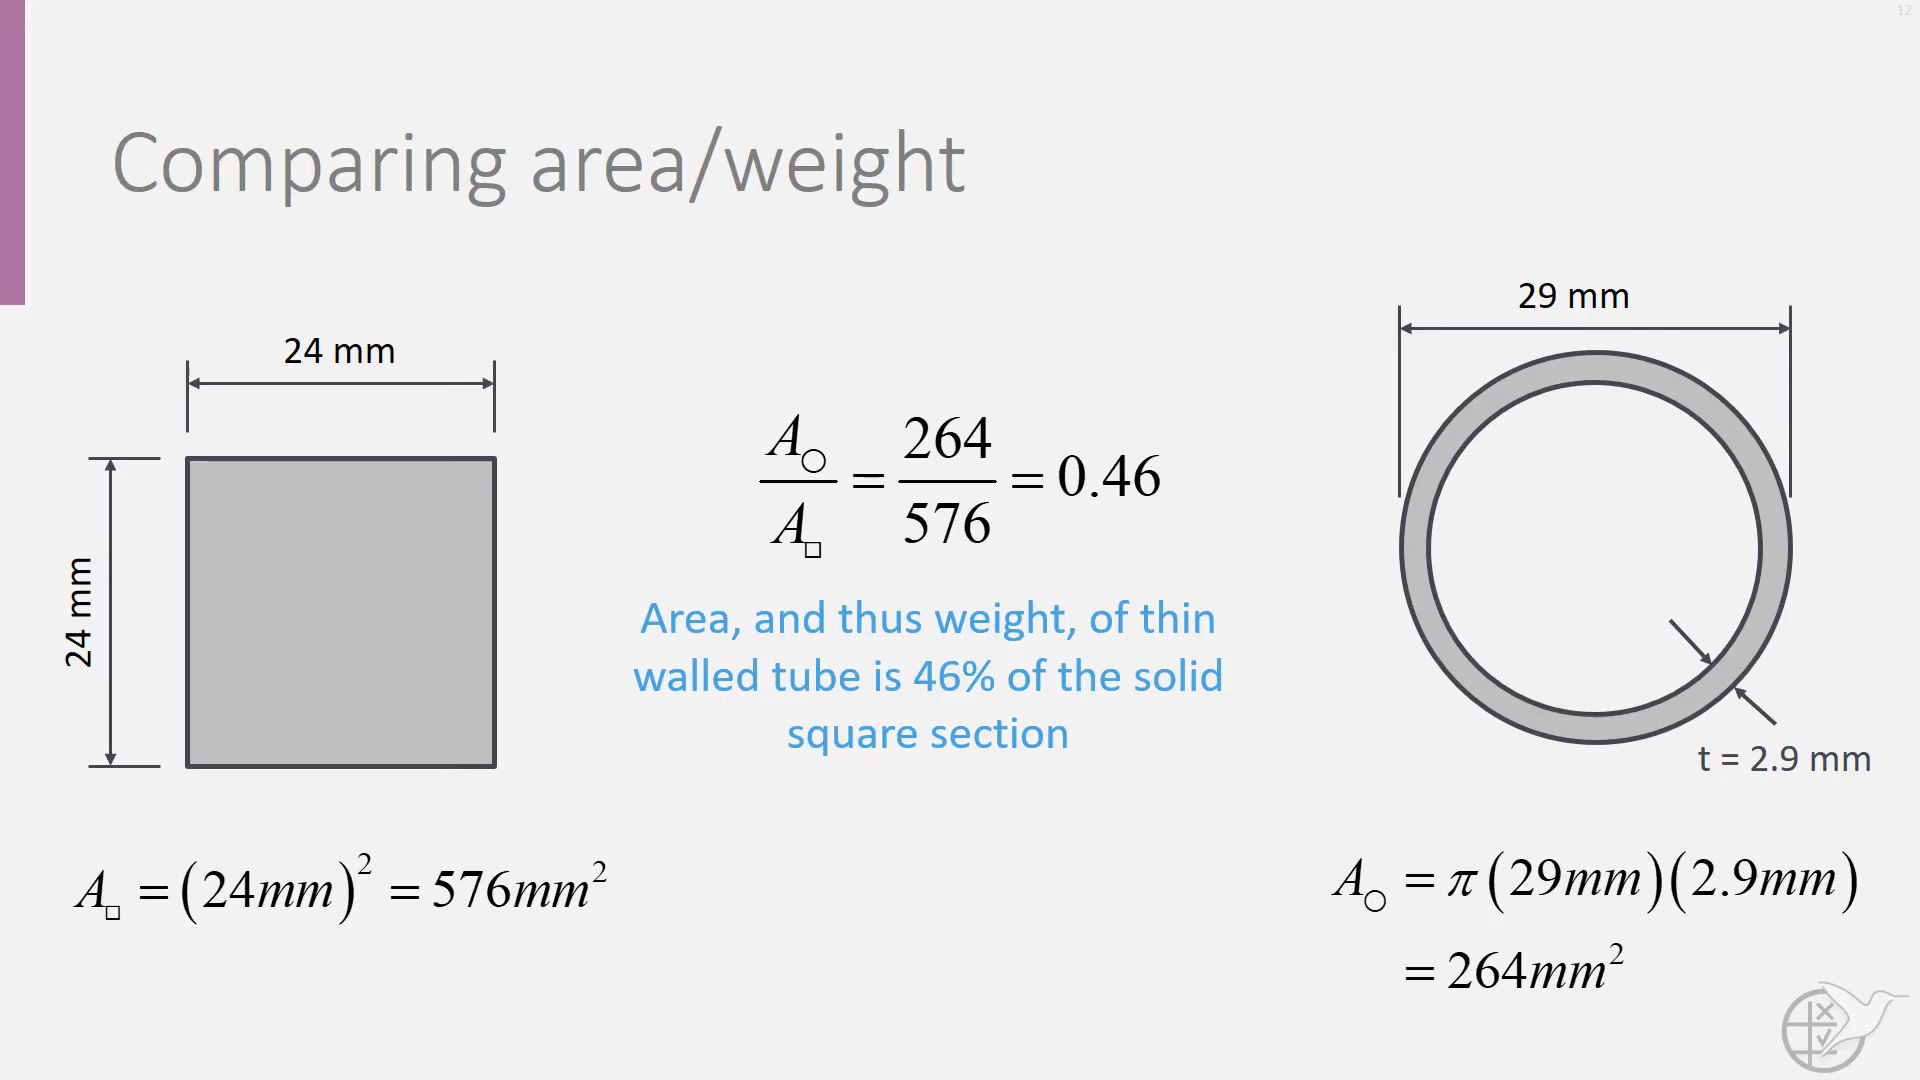 12
Comparing area/weight
24 mm
24 mm
A□ = (24mm)² = 576mm²
A○/A□ = 264/576 = 0.46
Area, and thus weight, of thin
walled tube is 46% of the solid
square section
29 mm
t = 2.9 mm
A○ = π(29mm)(2.9mm)
= 264mm²